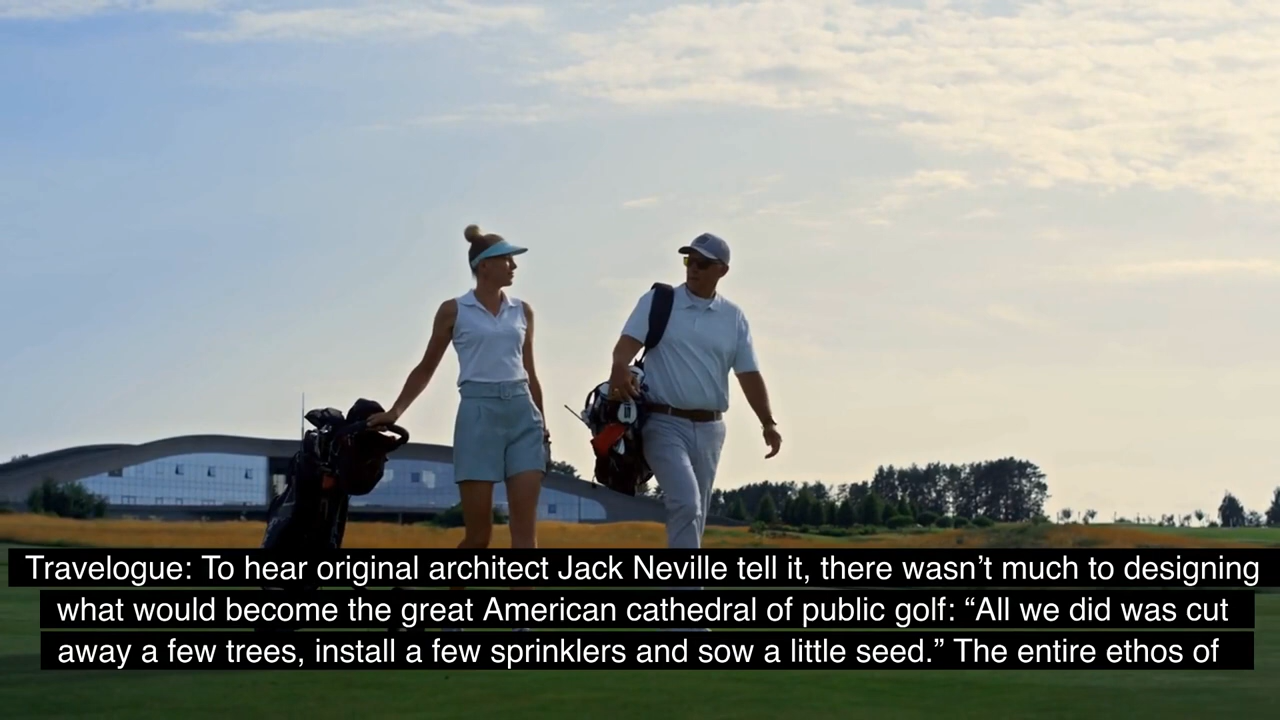 Travelogue: To hear original architect Jack Neville tell it, there wasn’t much to designing
what would become the great American cathedral of public golf: “All we did was cut
away a few trees, install a few sprinklers and sow a little seed.” The entire ethos of